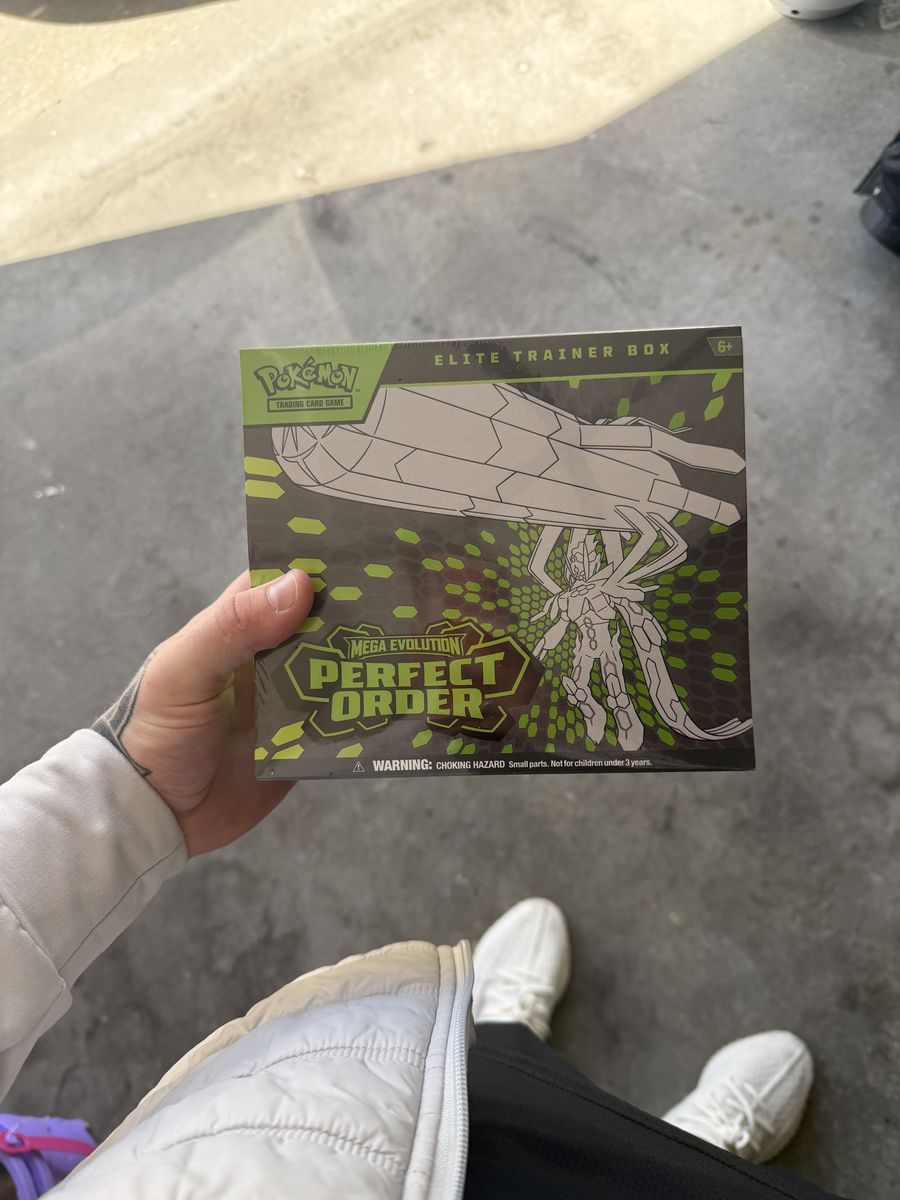 Pokémon
TRADING CARD GAME
ELITE TRAINER BOX
6+
MEGA EVOLUTION
PERFECT
ORDER
WARNING: CHOKING HAZARD Small parts. Not for children under 3 years.